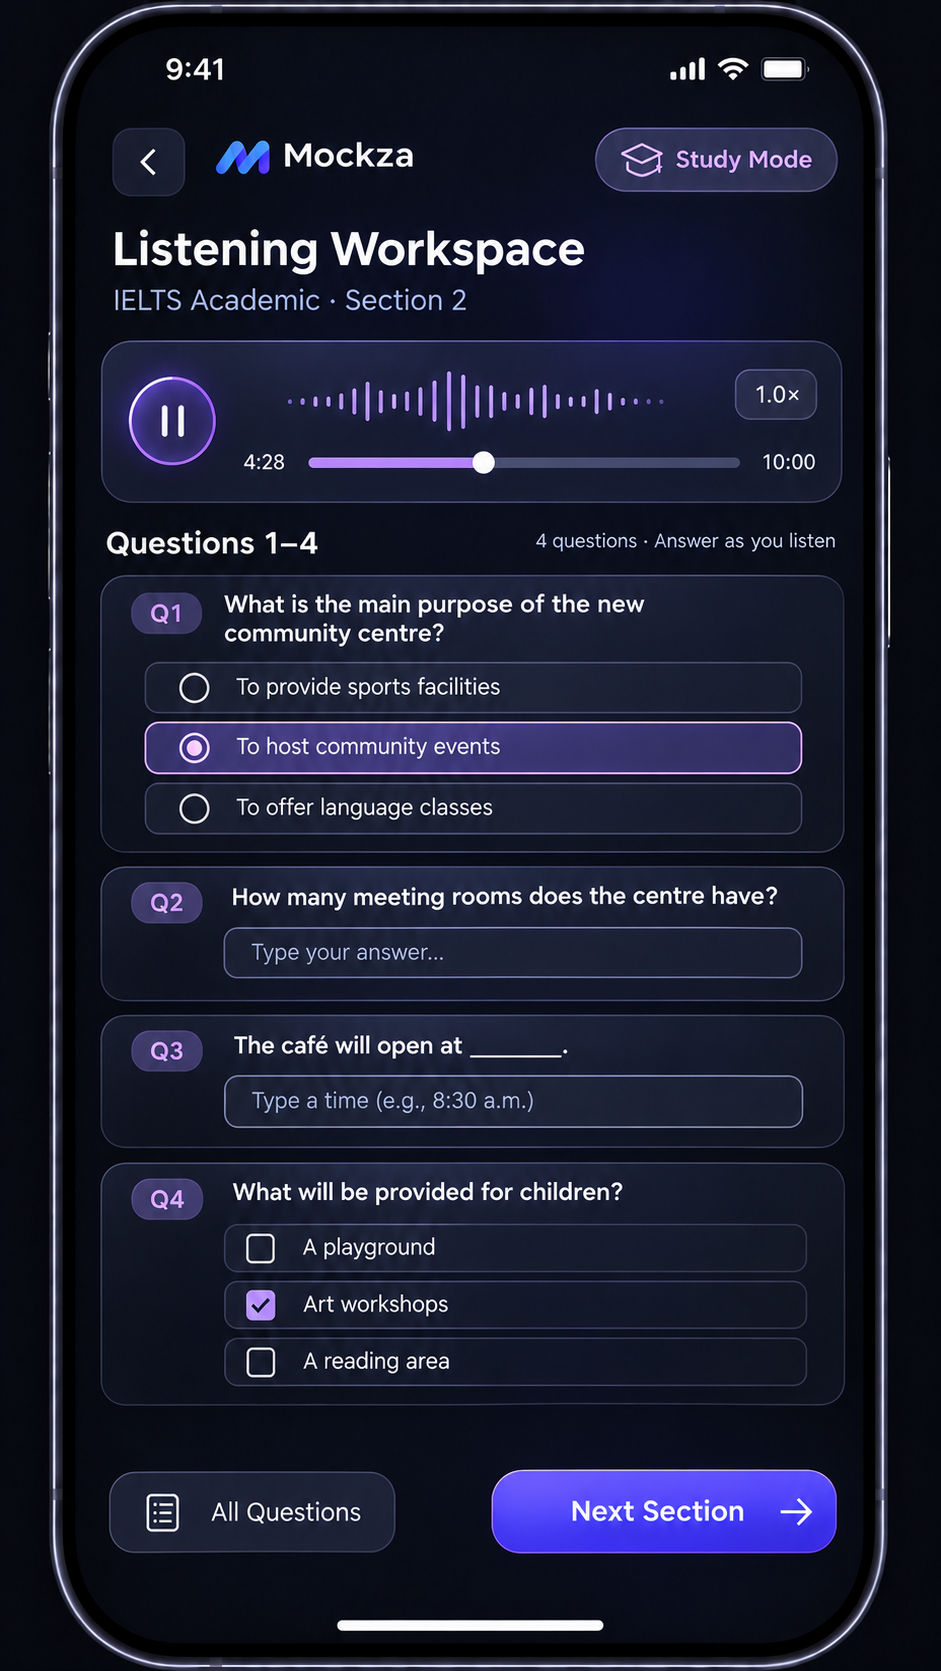 9:41
Mockza
Study Mode
Listening Workspace
IELTS Academic · Section 2
1.0×
4:28
10:00
Questions 1–4
4 questions · Answer as you listen
Q1
What is the main purpose of the new
community centre?
To provide sports facilities
To host community events
To offer language classes
Q2
How many meeting rooms does the centre have?
Type your answer...
Q3
The café will open at ________.
Type a time (e.g., 8:30 a.m.)
Q4
What will be provided for children?
A playground
Art workshops
A reading area
All Questions
Next Section